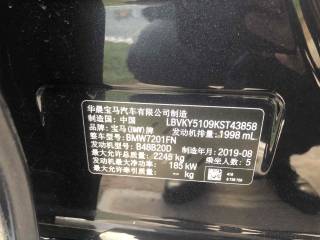 华晨宝马汽车有限公司制造
制造国：中国 LBVKY5109KST43858
发动机排量：1998 mL
品牌：宝马(BMW)牌
整车型号：BMW7201FN
发动机型号：B48B20D 制造年月：2019-08
最大允许总质量：2245 kg 乘坐人数：5
发动机最大净功率：185 kW
最大允许牵引质量：-- kg